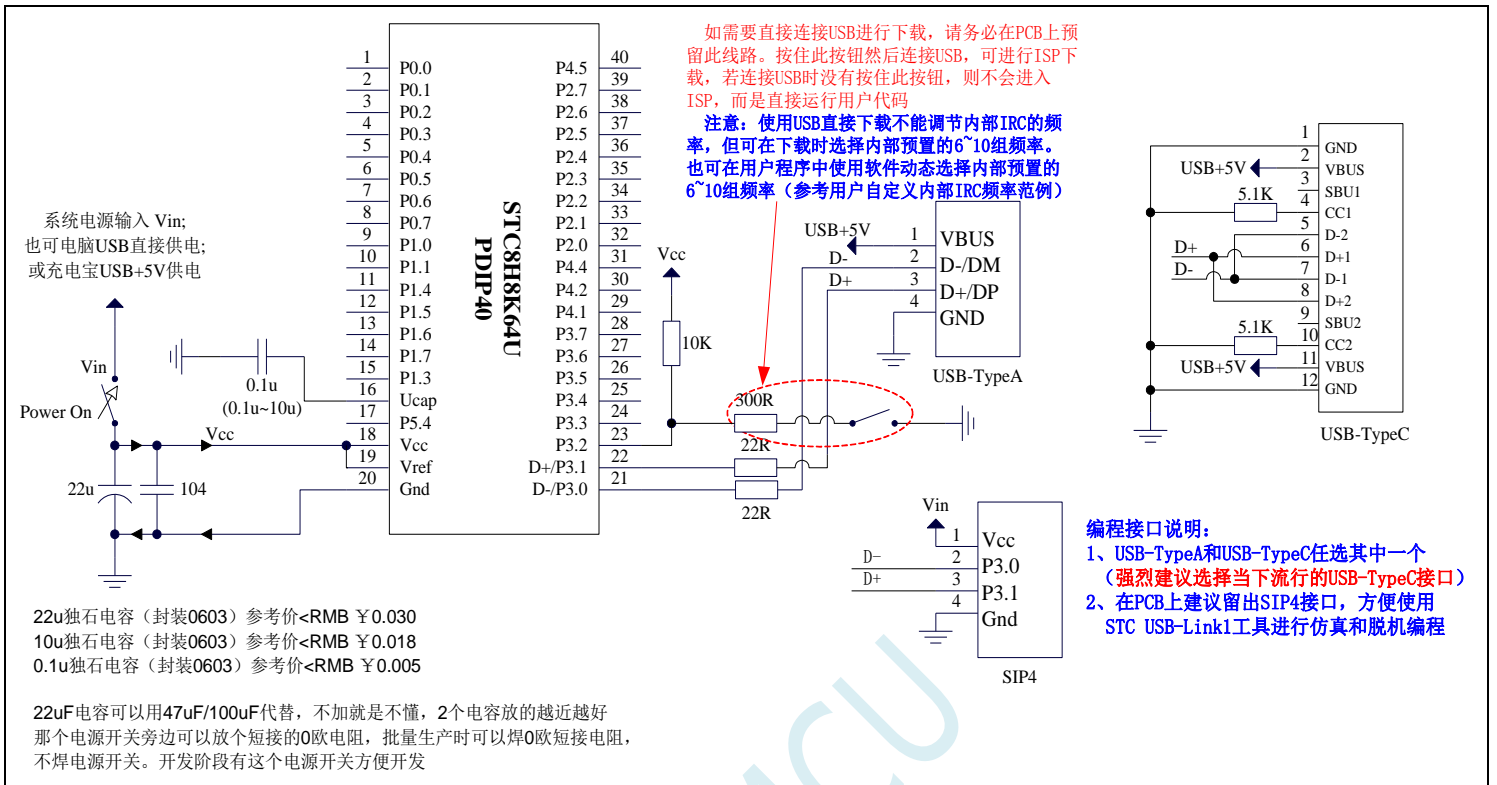 如需要直接连接USB进行下载，请务必在PCB上预
留此线路。按住此按钮然后连接USB，可进行ISP下
载，若连接USB时没有按住此按钮，则不会进入
ISP，而是直接运行用户代码
注意：使用USB直接下载不能调节内部IRC的频
率，但可在下载时选择内部预置的6~10组频率。
也可在用户程序中使用软件动态选择内部预置的
6~10组频率（参考用户自定义内部IRC频率范例）
系统电源输入 Vin;
也可电脑USB直接供电;
或充电宝USB+5V供电
Vin
Power On
Vcc
22u
104
0.1u
(0.1u~10u)
STC8H8K64U
PDIP40
1 P0.0
2 P0.1
3 P0.2
4 P0.3
5 P0.4
6 P0.5
7 P0.6
8 P0.7
9 P1.0
10 P1.1
11 P1.4
12 P1.5
13 P1.6
14 P1.7
15 P1.3
16 Ucap
17 P5.4
18 Vcc
19 Vref
20 Gnd
P4.5 40
P2.7 39
P2.6 38
P2.5 37
P2.4 36
P2.3 35
P2.2 34
P2.1 33
P2.0 32
P4.4 31
P4.2 30
P4.1 29
P3.7 28
P3.6 27
P3.5 26
P3.4 25
P3.3 24
P3.2 23
D+/P3.1 22
D-/P3.0 21
Vcc
10K
300R
22R
22R
USB+5V
D-
D+
1 VBUS
2 D-/DM
3 D+/DP
4 GND
USB-TypeA
Vin
D-
D+
1 Vcc
2 P3.0
3 P3.1
4 Gnd
SIP4
USB+5V
5.1K
D+
D-
5.1K
USB+5V
1 GND
2 VBUS
3 SBU1
4 CC1
5 D-2
6 D+1
7 D-1
8 D+2
9 SBU2
10 CC2
11 VBUS
12 GND
USB-TypeC
编程接口说明：
1、USB-TypeA和USB-TypeC任选其中一个
（强烈建议选择当下流行的USB-TypeC接口）
2、在PCB上建议留出SIP4接口，方便使用
STC USB-Link1工具进行仿真和脱机编程
22u独石电容（封装0603）参考价<RMB ￥0.030
10u独石电容（封装0603）参考价<RMB ￥0.018
0.1u独石电容（封装0603）参考价<RMB ￥0.005
22uF电容可以用47uF/100uF代替，不加就是不懂，2个电容放的越近越好
那个电源开关旁边可以放个短接的0欧电阻，批量生产时可以焊0欧短接电阻，
不焊电源开关。开发阶段有这个电源开关方便开发
MCU